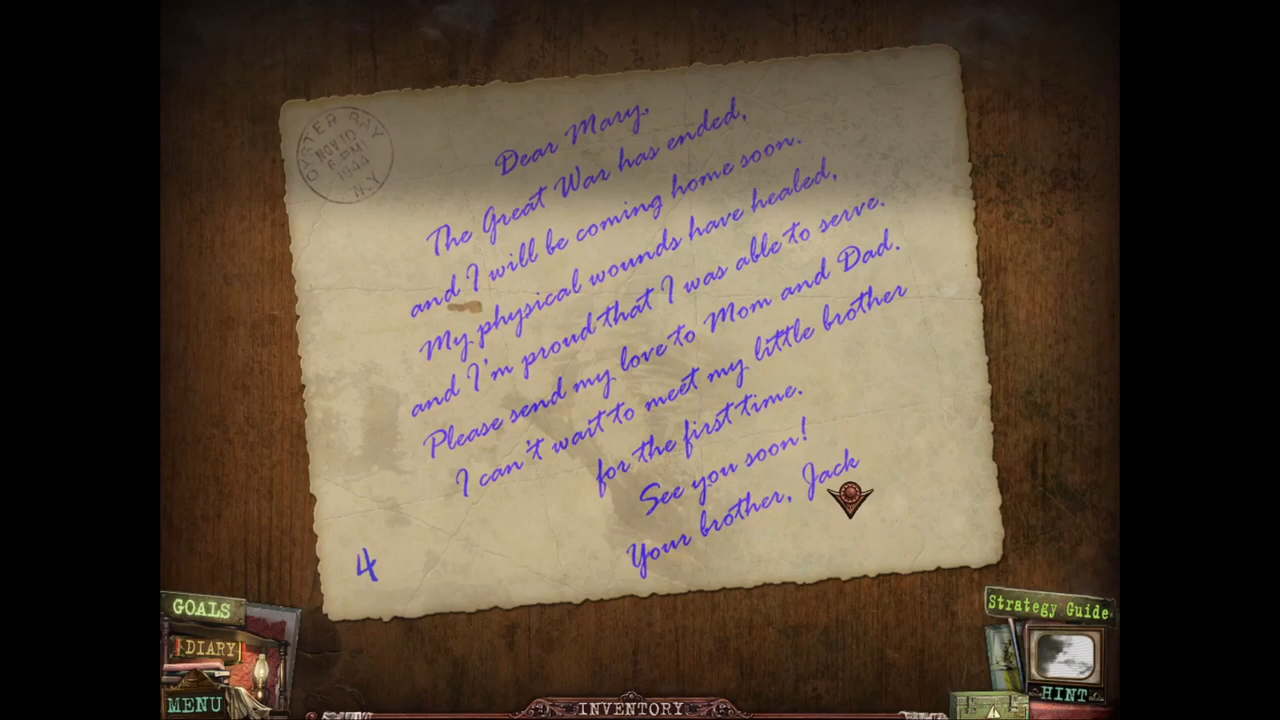 OYSTER BAY
NOV 10
6 PM
1944
N.Y.
Dear Mary,
The Great War has ended,
and I will be coming home soon.
My physical wounds have healed,
and I'm proud that I was able to serve.
Please send my love to Mom and Dad.
I can't wait to meet my little brother
for the first time.
See you soon!
Your brother, Jack
4
GOALS
DIARY
MENU
INVENTORY
Strategy Guide
HINT